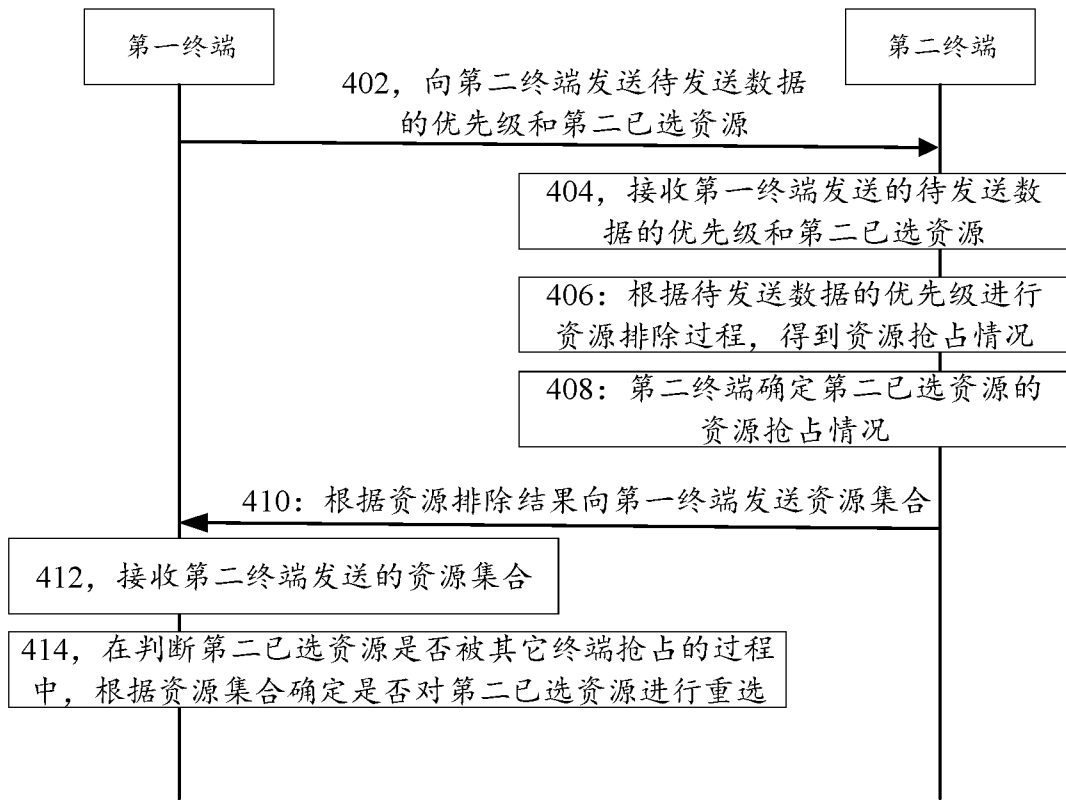 第一终端
第二终端
402，向第二终端发送待发送数据
的优先级和第二已选资源
404，接收第一终端发送的待发送数
据的优先级和第二已选资源
406：根据待发送数据的优先级进行
资源排除过程，得到资源抢占情况
408：第二终端确定第二已选资源的
资源抢占情况
410：根据资源排除结果向第一终端发送资源集合
412，接收第二终端发送的资源集合
414，在判断第二已选资源是否被其它终端抢占的过程
中，根据资源集合确定是否对第二已选资源进行重选